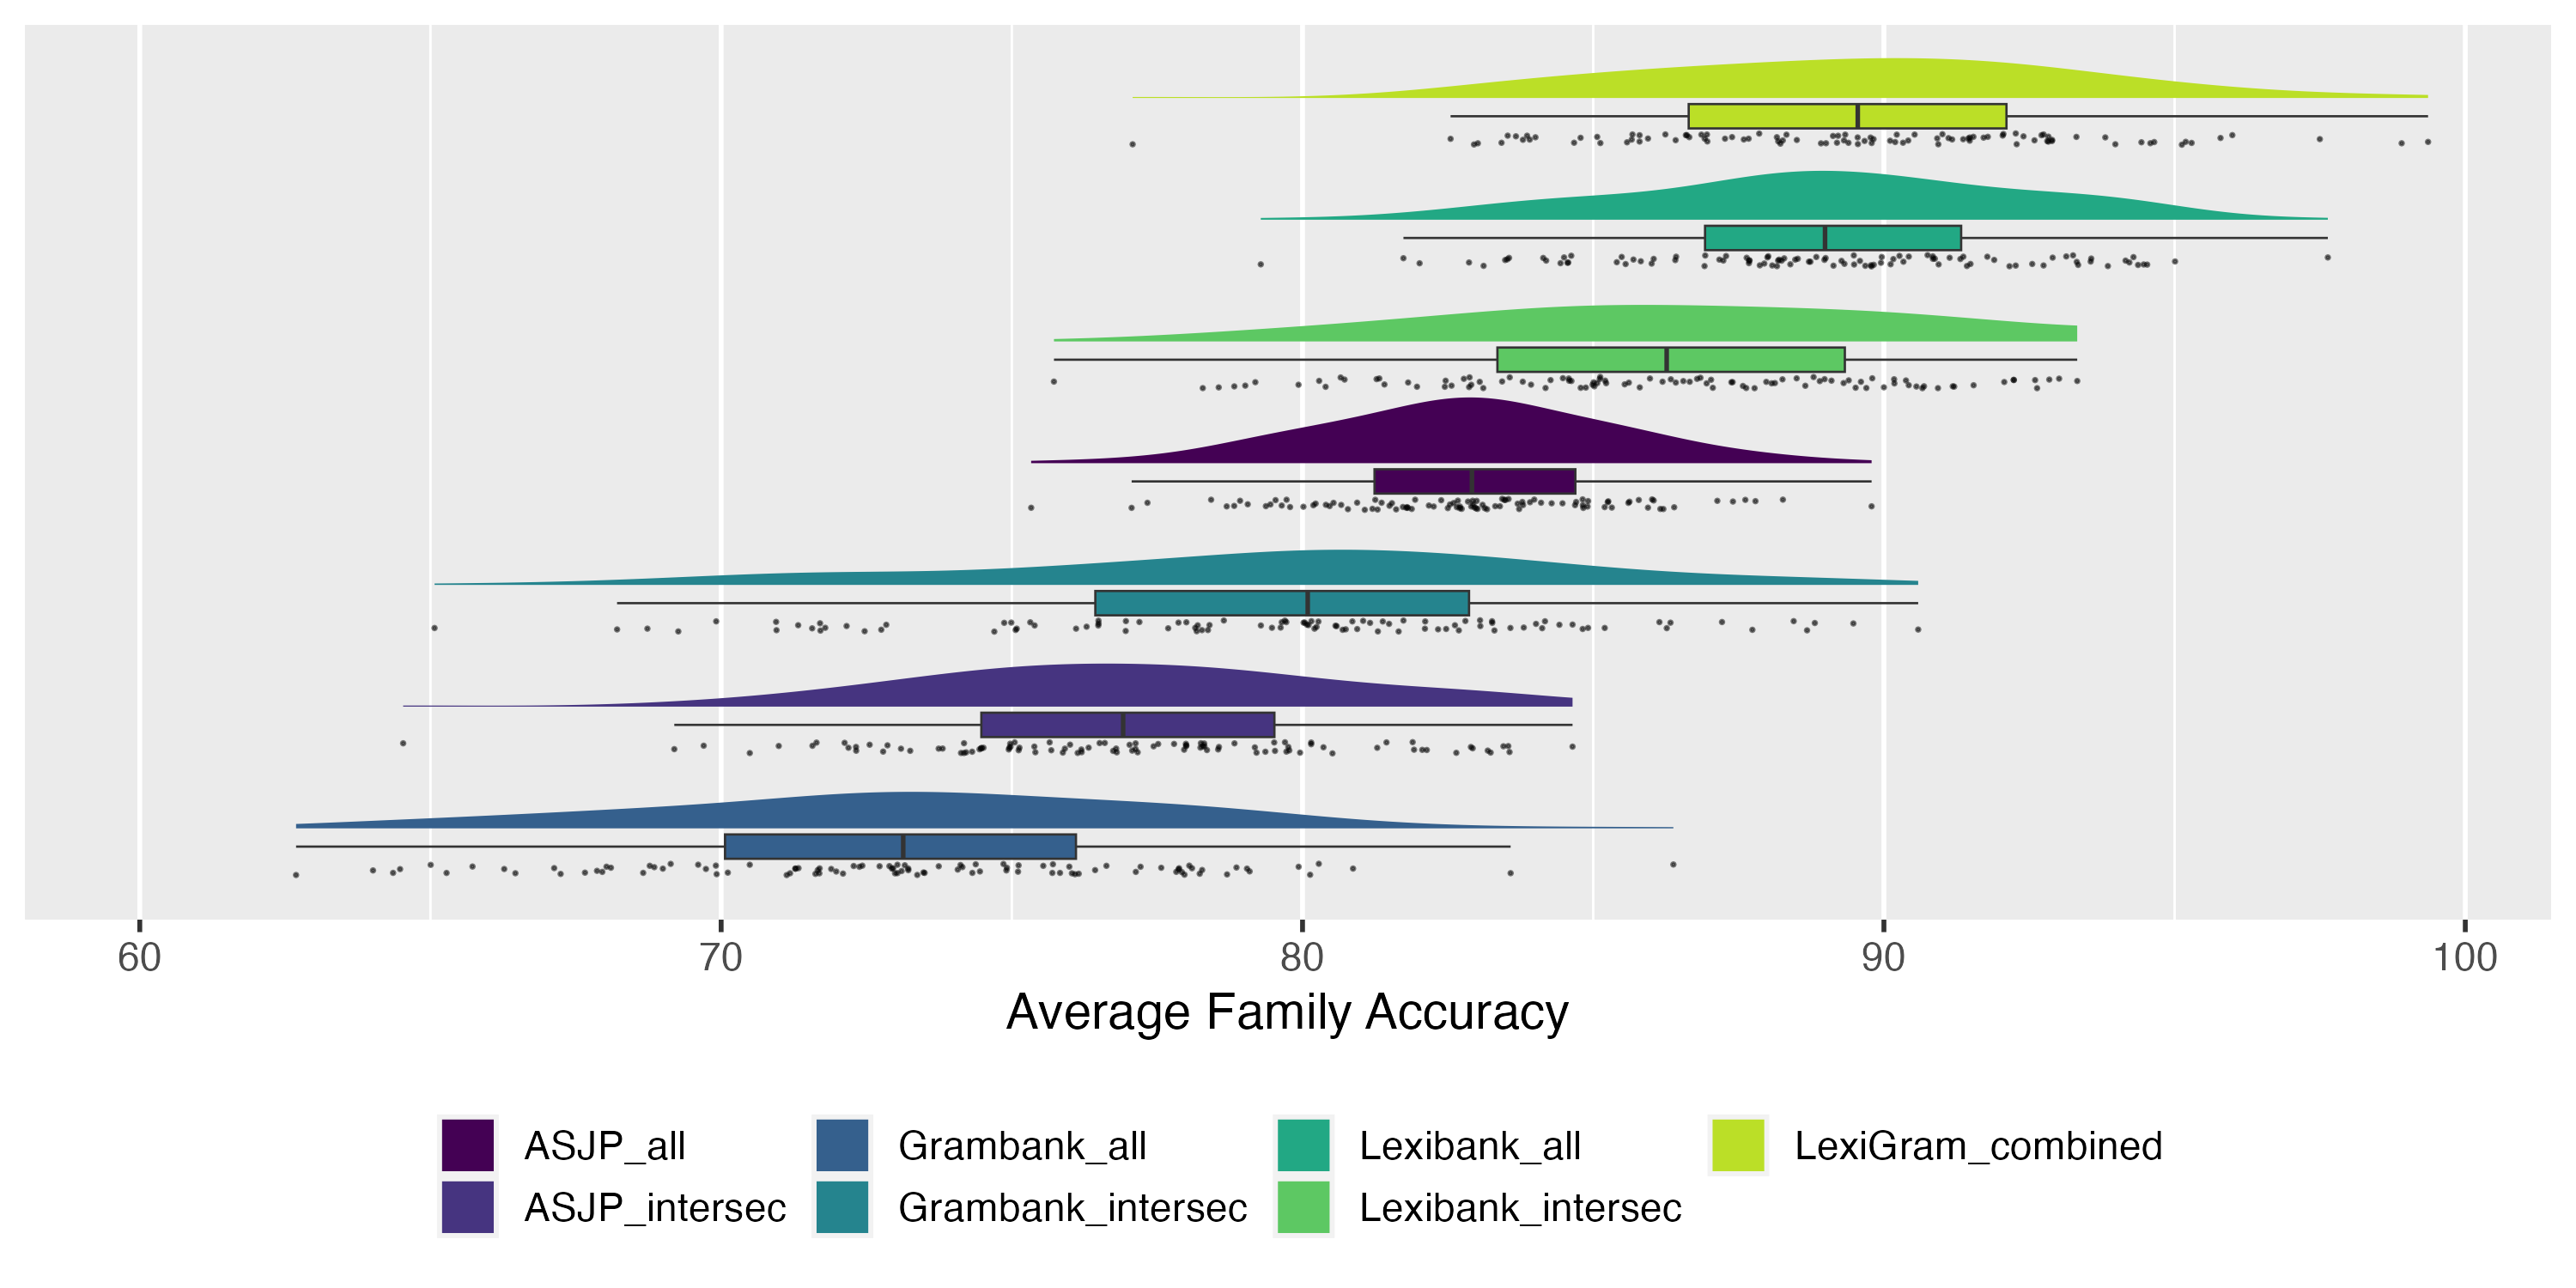 60 70 80 90 100
Average Family Accuracy
ASJP_all Grambank_all Lexibank_all LexiGram_combined
ASJP_intersec Grambank_intersec Lexibank_intersec